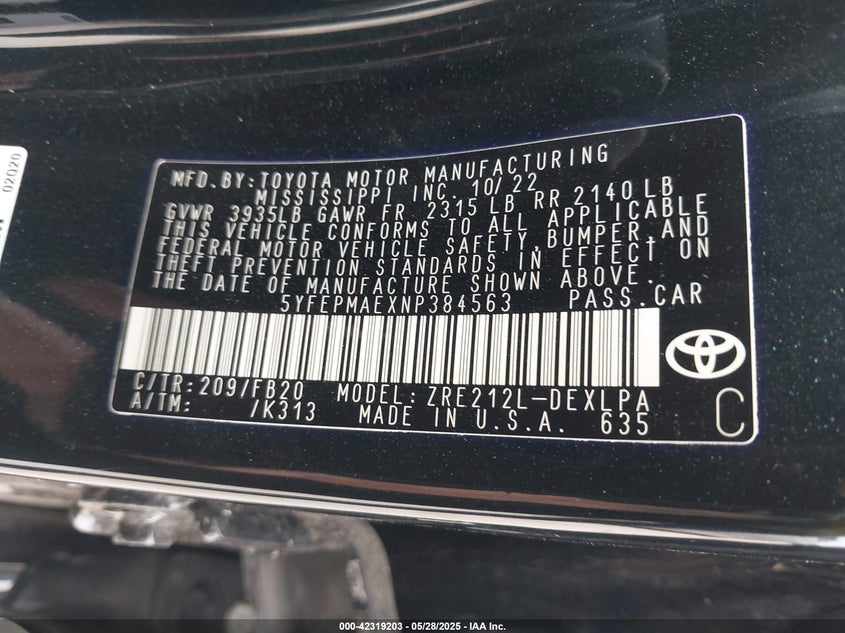 02020
MFD.BY:TOYOTA MOTOR MANUFACTURING
MISSISSIPPI INC. 10/22
GVWR 3935LB GAWR FR 2315 LB RR 2140 LB
THIS VEHICLE CONFORMS TO ALL APPLICABLE
FEDERAL MOTOR VEHICLE SAFETY,BUMPER,AND
THEFT PREVENTION STANDARDS IN EFFECT ON
THE DATE OF MANUFACTURE SHOWN ABOVE.
5YFEPMAEXNP384563 PASS.CAR
C/TR:209/FB20 MODEL:ZRE212L-DEXLPA
A/TM: /K313 MADE IN U.S.A. 635
C
000-42319203 — 05/28/2025 — IAA Inc.